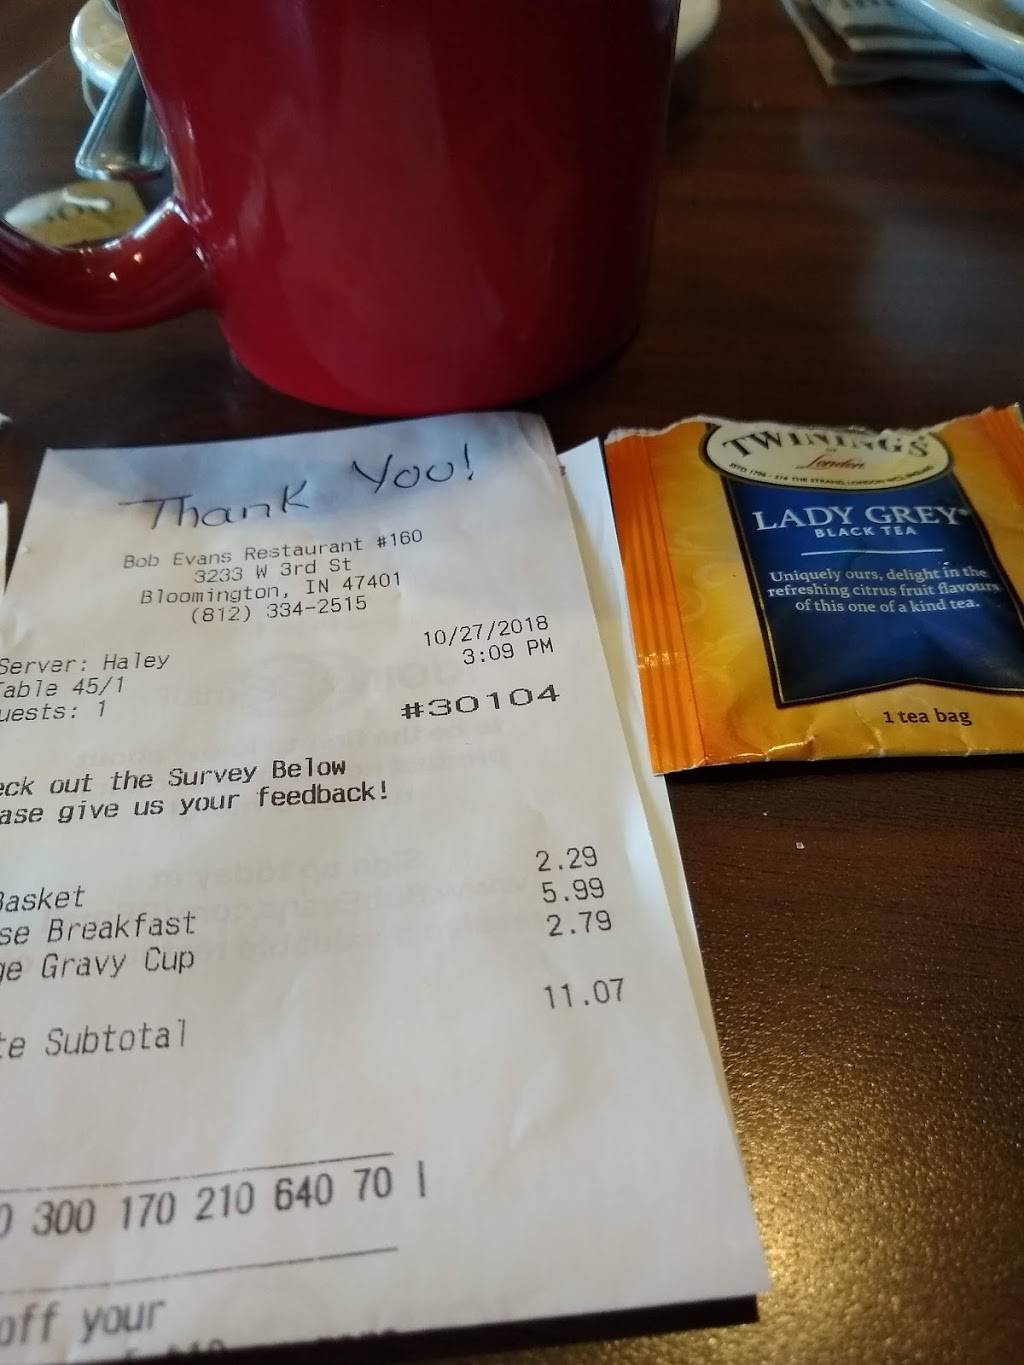 Thank You!
Bob Evans Restaurant #160
3233 W 3rd St
Bloomington, IN 47401
(812) 334-2515
10/27/2018
Server: Haley
3:09 PM
Table 45/1
uests: 1
#30104
eck out the Survey Below
ase give us your feedback!
2.29
Basket
5.99
se Breakfast
2.79
ge Gravy Cup
11.07
te Subtotal
0 300 170 210 640 70 |
off your
TWININGS
OF
London
LADY GREY
BLACK TEA
Uniquely ours, delight in the
refreshing citrus fruit flavours
of this one of a kind tea.
1 tea bag